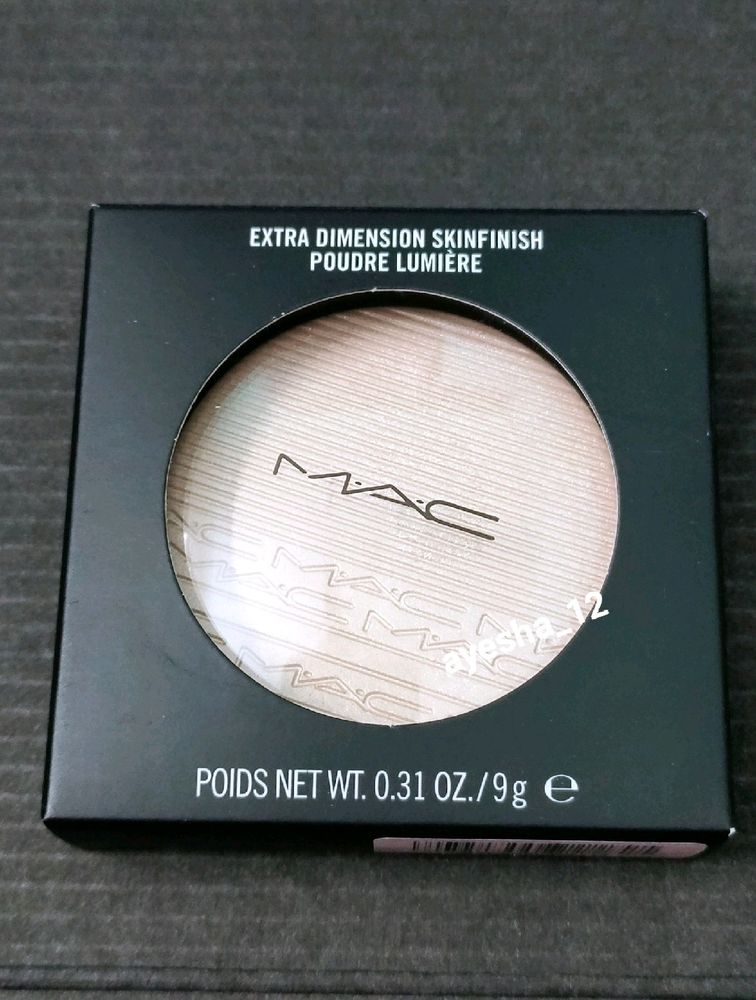 EXTRA DIMENSION SKINFINISH
POUDRE LUMIÈRE
M·A·C
M·A·C
M·A·C
M·A·C
M·A·C
ayesha_12
POIDS NET WT. 0.31 OZ./9g e